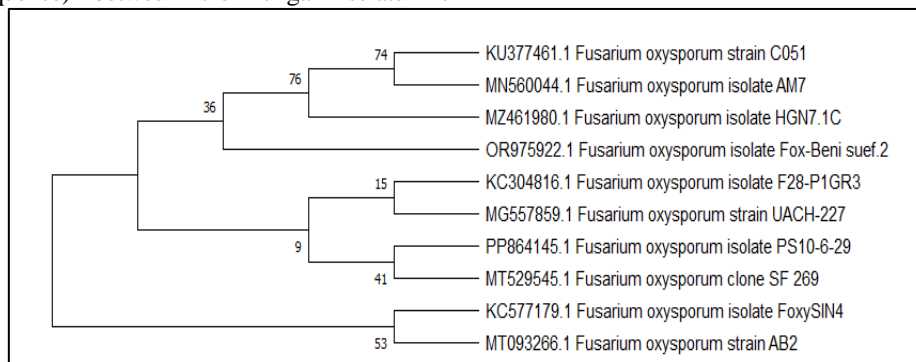 74
KU377461.1 Fusarium oxysporum strain C051
76
MN560044.1 Fusarium oxysporum isolate AM7
36
MZ461980.1 Fusarium oxysporum isolate HGN7.1C
OR975922.1 Fusarium oxysporum isolate Fox-Beni suef.2
15
KC304816.1 Fusarium oxysporum isolate F28-P1GR3
MG557859.1 Fusarium oxysporum strain UACH-227
9
PP864145.1 Fusarium oxysporum isolate PS10-6-29
41
MT529545.1 Fusarium oxysporum clone SF 269
KC577179.1 Fusarium oxysporum isolate FoxySIN4
53
MT093266.1 Fusarium oxysporum strain AB2